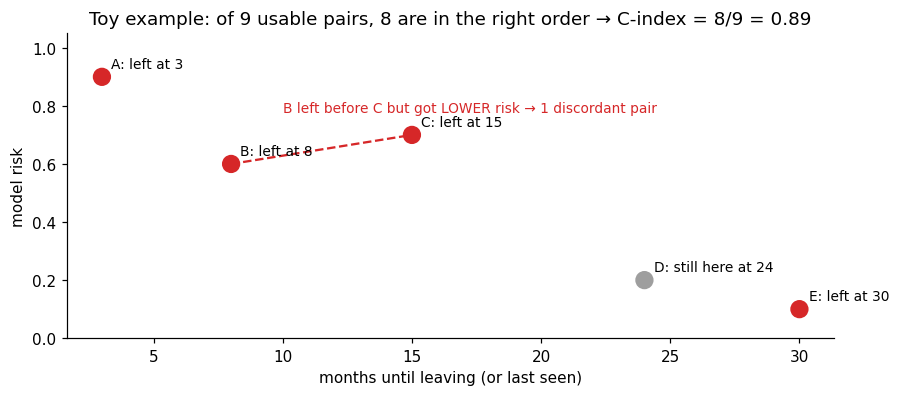 Toy example: of 9 usable pairs, 8 are in the right order → C-index = 8/9 = 0.89
1.0
0.8
0.6
0.4
0.2
0.0
model risk
A: left at 3
B left before C but got LOWER risk → 1 discordant pair
C: left at 15
B: left at 8
D: still here at 24
E: left at 30
5
10
15
20
25
30
months until leaving (or last seen)